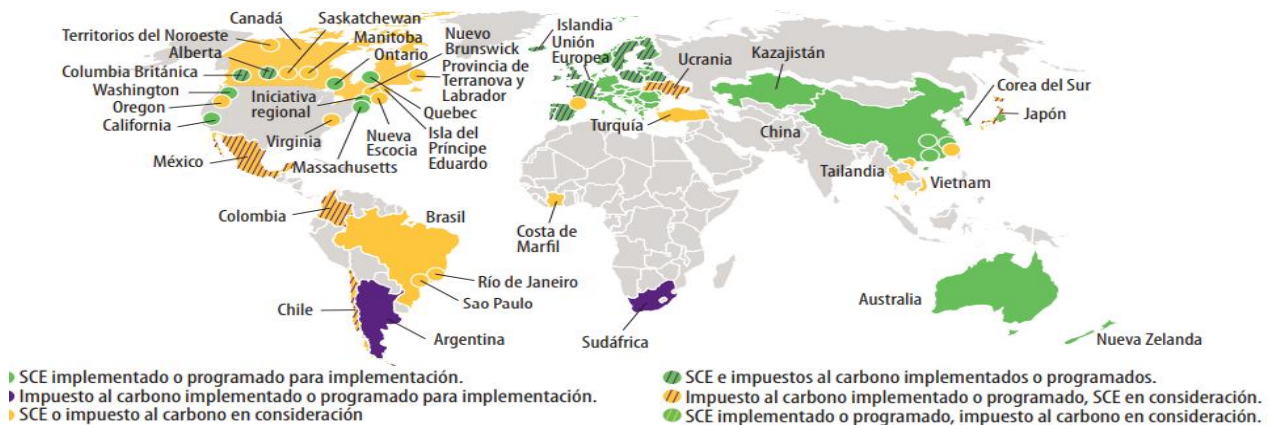 Canadá
Saskatchewan
Territorios del Noroeste
Manitoba
Alberta
Ontario
Nuevo
Brunswick
Columbia Británica
Provincia de
Terranova y
Labrador
Washington
Oregon
Iniciativa
regional
Quebec
California
Virginia
Nueva
Escocia
Isla del
Príncipe
Eduardo
México
Massachusetts
Islandia
Unión
Europea
Ucrania
Kazajistán
Corea del Sur
Turquía
China
Japón
Tailandia
Vietnam
Colombia
Brasil
Costa de
Marfil
Río de Janeiro
Sao Paulo
Chile
Argentina
Sudáfrica
Australia
Nueva Zelanda
SCE implementado o programado para implementación.
Impuesto al carbono implementado o programado para implementación.
SCE o impuesto al carbono en consideración
SCE e impuestos al carbono implementados o programados.
Impuesto al carbono implementado o programado, SCE en consideración.
SCE implementado o programado, impuesto al carbono en consideración.